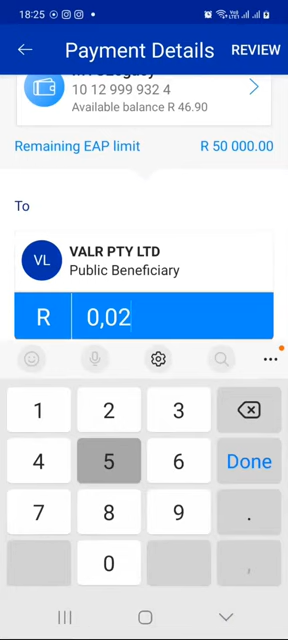 18:25
Payment Details
REVIEW
10 12 999 932 4
Available balance R 46.90
Remaining EAP limit
R 50 000.00
To
VL
VALR PTY LTD
Public Beneficiary
R
0,02
1 2 3
4 5 6 Done
7 8 9 .
0 ,